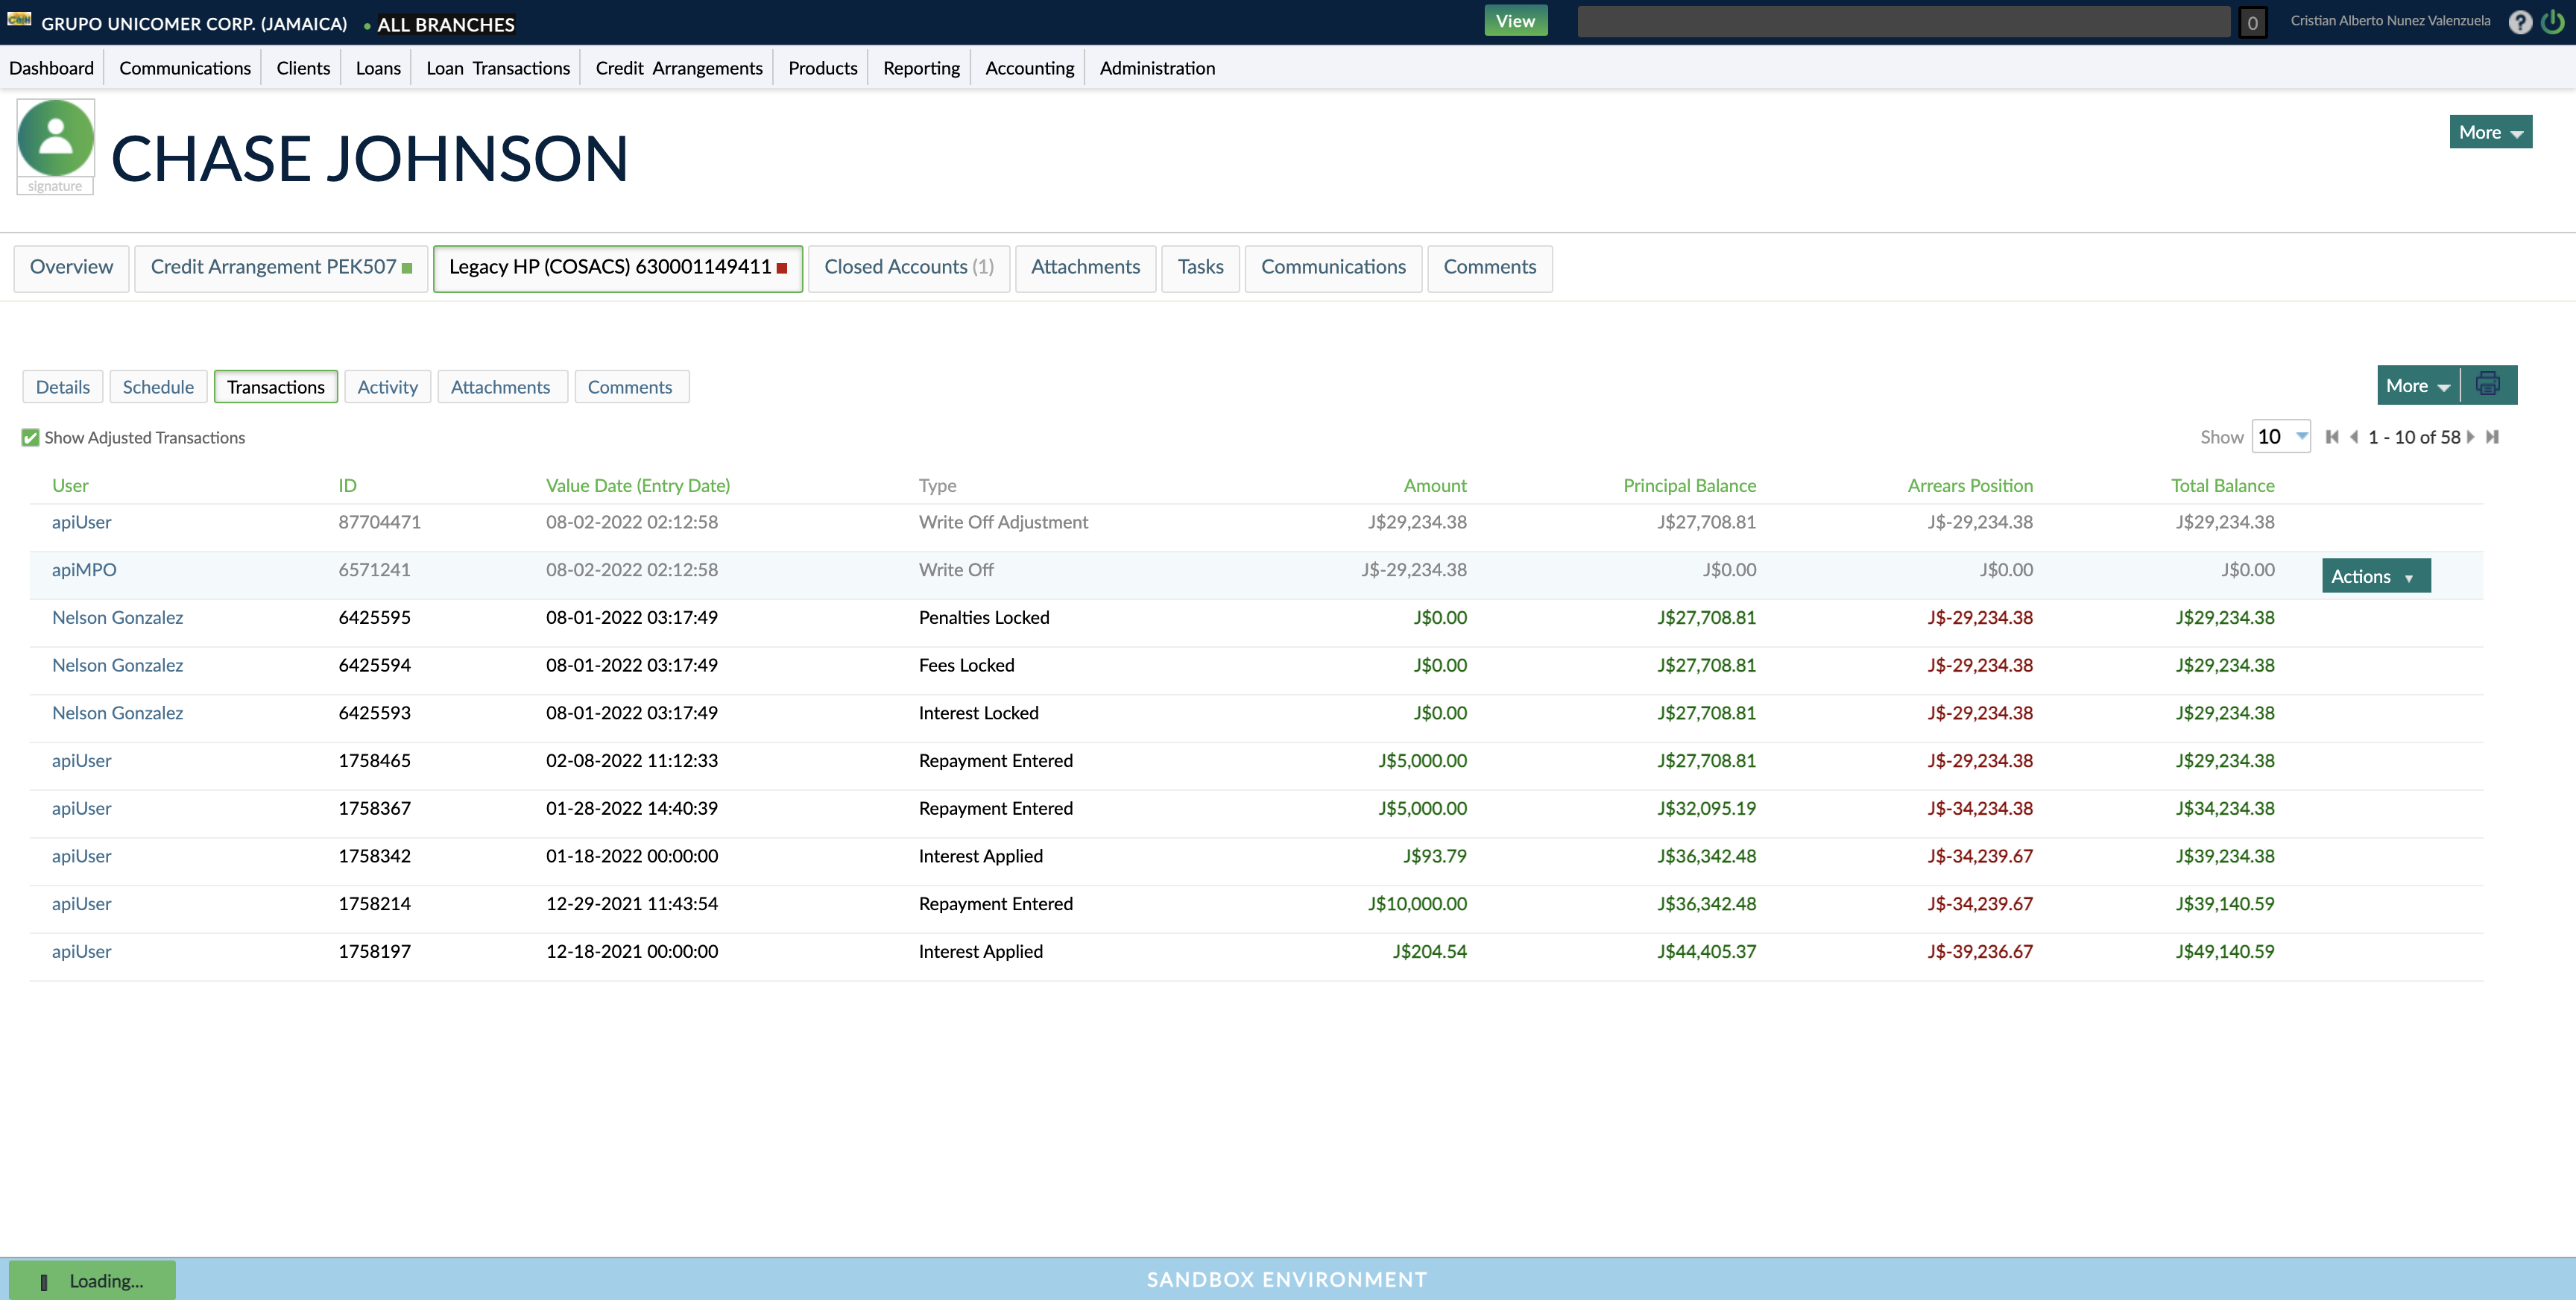 GRUPO UNICOMER CORP. (JAMAICA) • ALL BRANCHES View 0 Cristian Alberto Nunez Valenzuela ?
Dashboard Communications Clients Loans Loan Transactions Credit Arrangements Products Reporting Accounting Administration
CHASE JOHNSON
More
signature
Overview Credit Arrangement PEK507 Legacy HP (COSACS) 630001149411 Closed Accounts (1) Attachments Tasks Communications Comments
Details Schedule Transactions Activity Attachments Comments More
Show Adjusted Transactions Show 10 1 - 10 of 58
User ID Value Date (Entry Date) Type Amount Principal Balance Arrears Position Total Balance
apiUser 87704471 08-02-2022 02:12:58 Write Off Adjustment J$29,234.38 J$27,708.81 J$-29,234.38 J$29,234.38
apiMPO 6571241 08-02-2022 02:12:58 Write Off J$-29,234.38 J$0.00 J$0.00 J$0.00 Actions
Nelson Gonzalez 6425595 08-01-2022 03:17:49 Penalties Locked J$0.00 J$27,708.81 J$-29,234.38 J$29,234.38
Nelson Gonzalez 6425594 08-01-2022 03:17:49 Fees Locked J$0.00 J$27,708.81 J$-29,234.38 J$29,234.38
Nelson Gonzalez 6425593 08-01-2022 03:17:49 Interest Locked J$0.00 J$27,708.81 J$-29,234.38 J$29,234.38
apiUser 1758465 02-08-2022 11:12:33 Repayment Entered J$5,000.00 J$27,708.81 J$-29,234.38 J$29,234.38
apiUser 1758367 01-28-2022 14:40:39 Repayment Entered J$5,000.00 J$32,095.19 J$-34,234.38 J$34,234.38
apiUser 1758342 01-18-2022 00:00:00 Interest Applied J$93.79 J$36,342.48 J$-34,239.67 J$39,234.38
apiUser 1758214 12-29-2021 11:43:54 Repayment Entered J$10,000.00 J$36,342.48 J$-34,239.67 J$39,140.59
apiUser 1758197 12-18-2021 00:00:00 Interest Applied J$204.54 J$44,405.37 J$-39,236.67 J$49,140.59
Loading... SANDBOX ENVIRONMENT